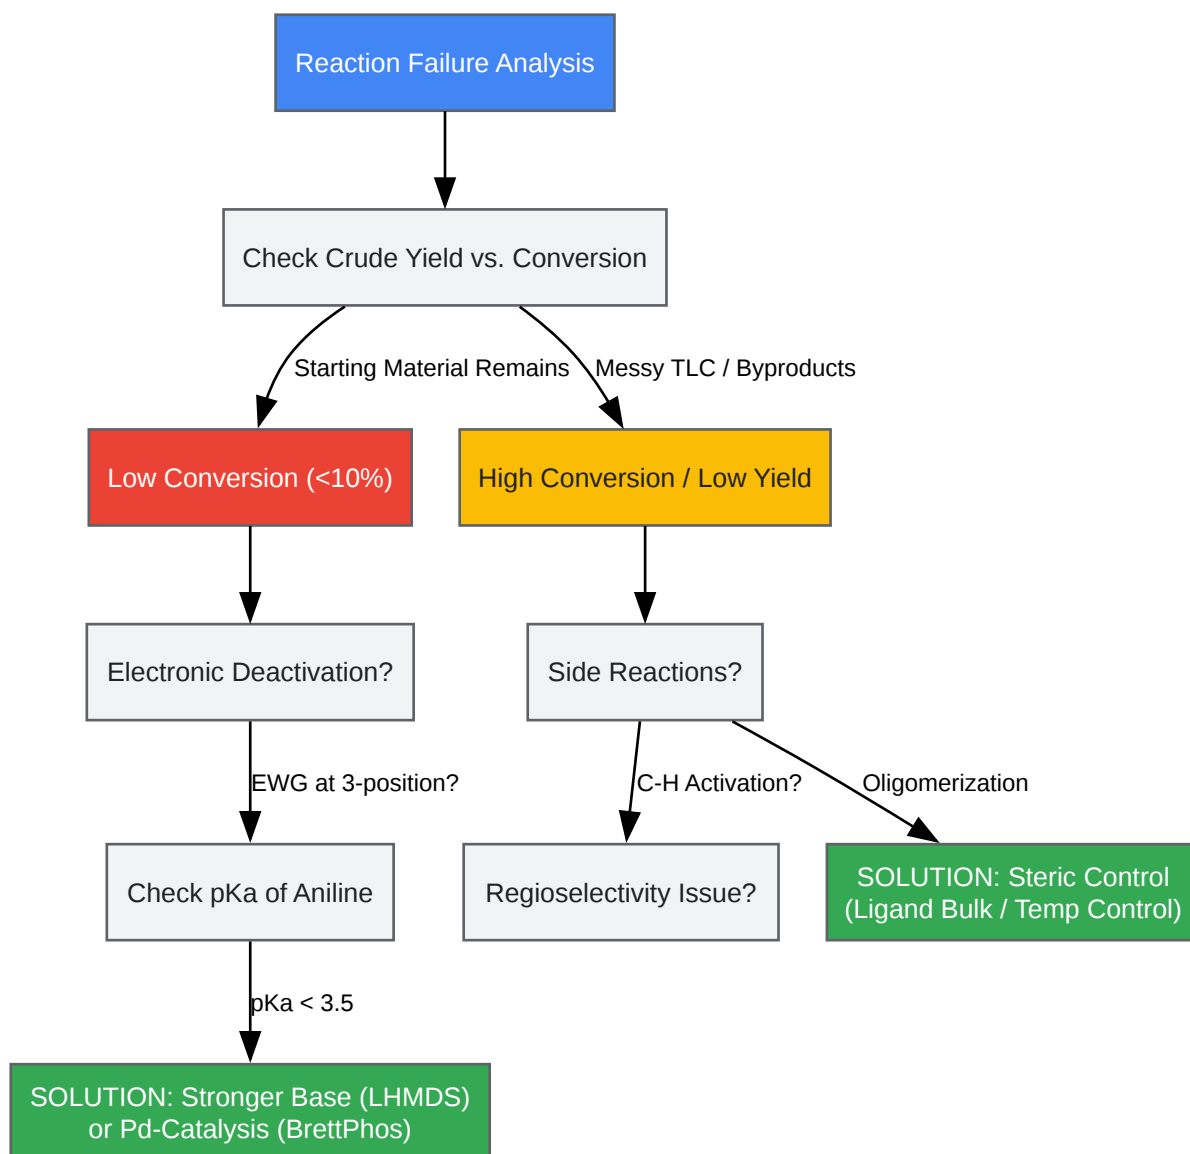 Reaction Failure Analysis
Check Crude Yield vs. Conversion
Starting Material Remains
Messy TLC / Byproducts
Low Conversion (<10%)
High Conversion / Low Yield
Electronic Deactivation?
Side Reactions?
EWG at 3-position?
C-H Activation?
Oligomerization
Check pKa of Aniline
Regioselectivity Issue?
SOLUTION: Steric Control
(Ligand Bulk / Temp Control)
pKa < 3.5
SOLUTION: Stronger Base (LHMDS)
or Pd-Catalysis (BrettPhos)